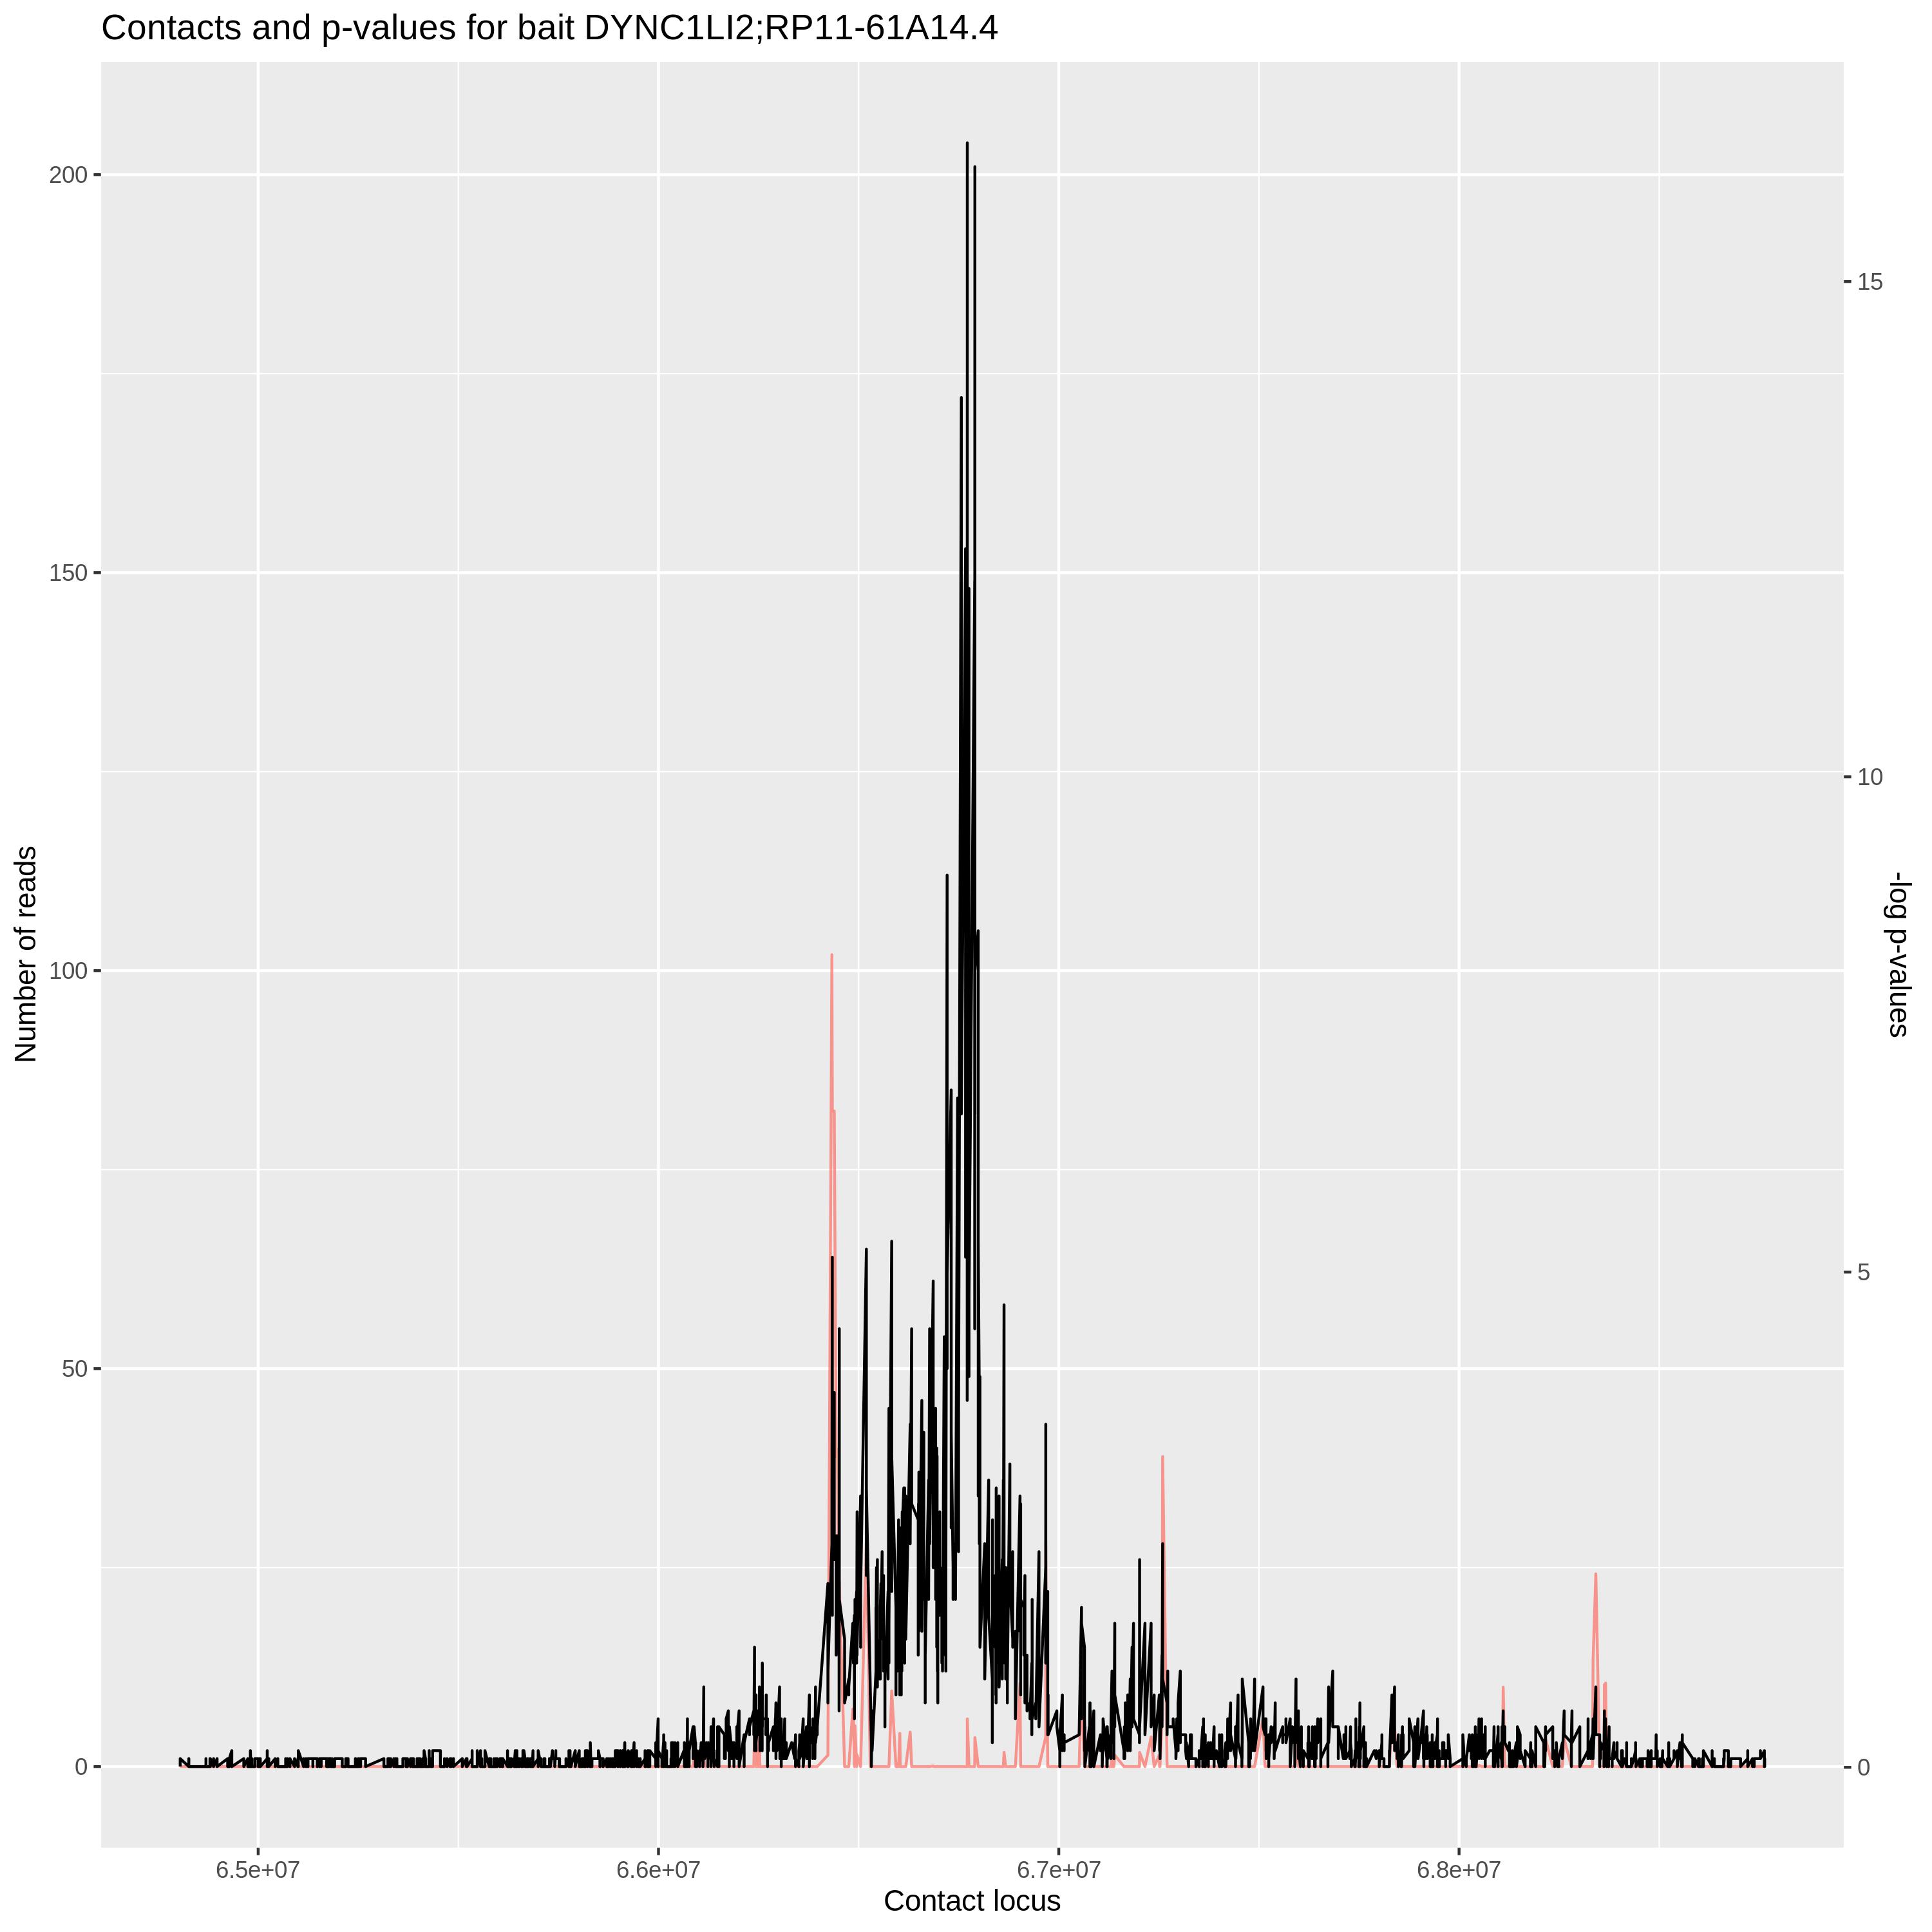 Contacts and p-values for bait DYNC1LI2;RP11-61A14.4
200
150
100
50
0
Number of reads
15
10
5
0
-log p-values
6.5e+07 6.6e+07 6.7e+07 6.8e+07
Contact locus